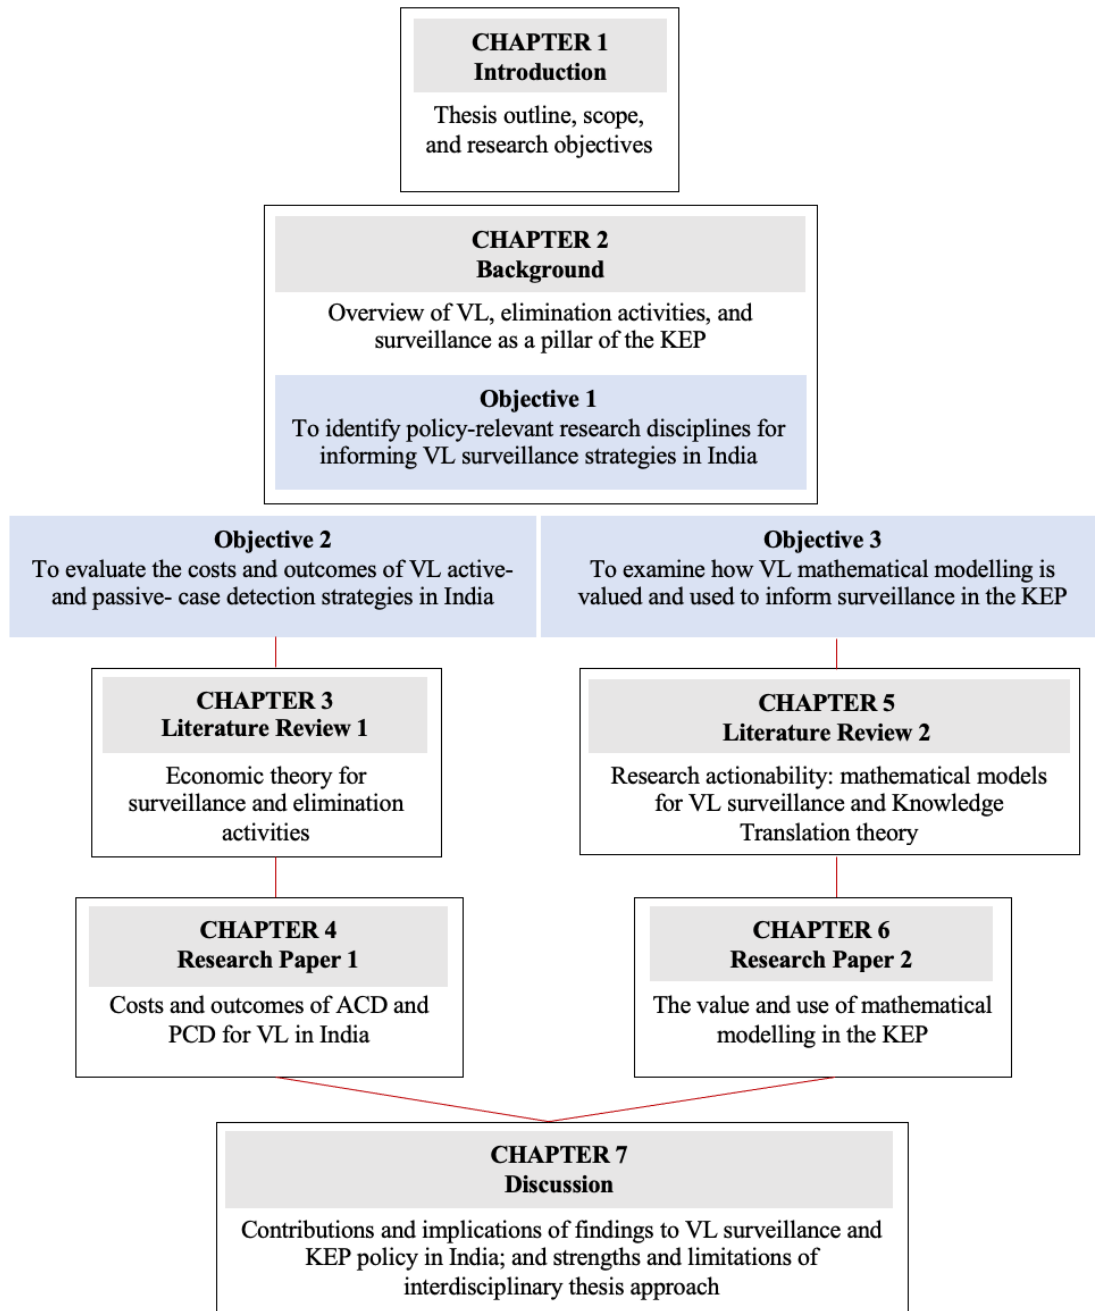 CHAPTER 1
Introduction
Thesis outline, scope,
and research objectives
CHAPTER 2
Background
Overview of VL, elimination activities, and
surveillance as a pillar of the KEP
Objective 1
To identify policy-relevant research disciplines for
informing VL surveillance strategies in India
Objective 2
To evaluate the costs and outcomes of VL active-
and passive- case detection strategies in India
Objective 3
To examine how VL mathematical modelling is
valued and used to inform surveillance in the KEP
CHAPTER 3
Literature Review 1
Economic theory for
surveillance and elimination
activities
CHAPTER 5
Literature Review 2
Research actionability: mathematical models
for VL surveillance and Knowledge
Translation theory
CHAPTER 4
Research Paper 1
Costs and outcomes of ACD and
PCD for VL in India
CHAPTER 6
Research Paper 2
The value and use of mathematical
modelling in the KEP
CHAPTER 7
Discussion
Contributions and implications of findings to VL surveillance and
KEP policy in India; and strengths and limitations of
interdisciplinary thesis approach